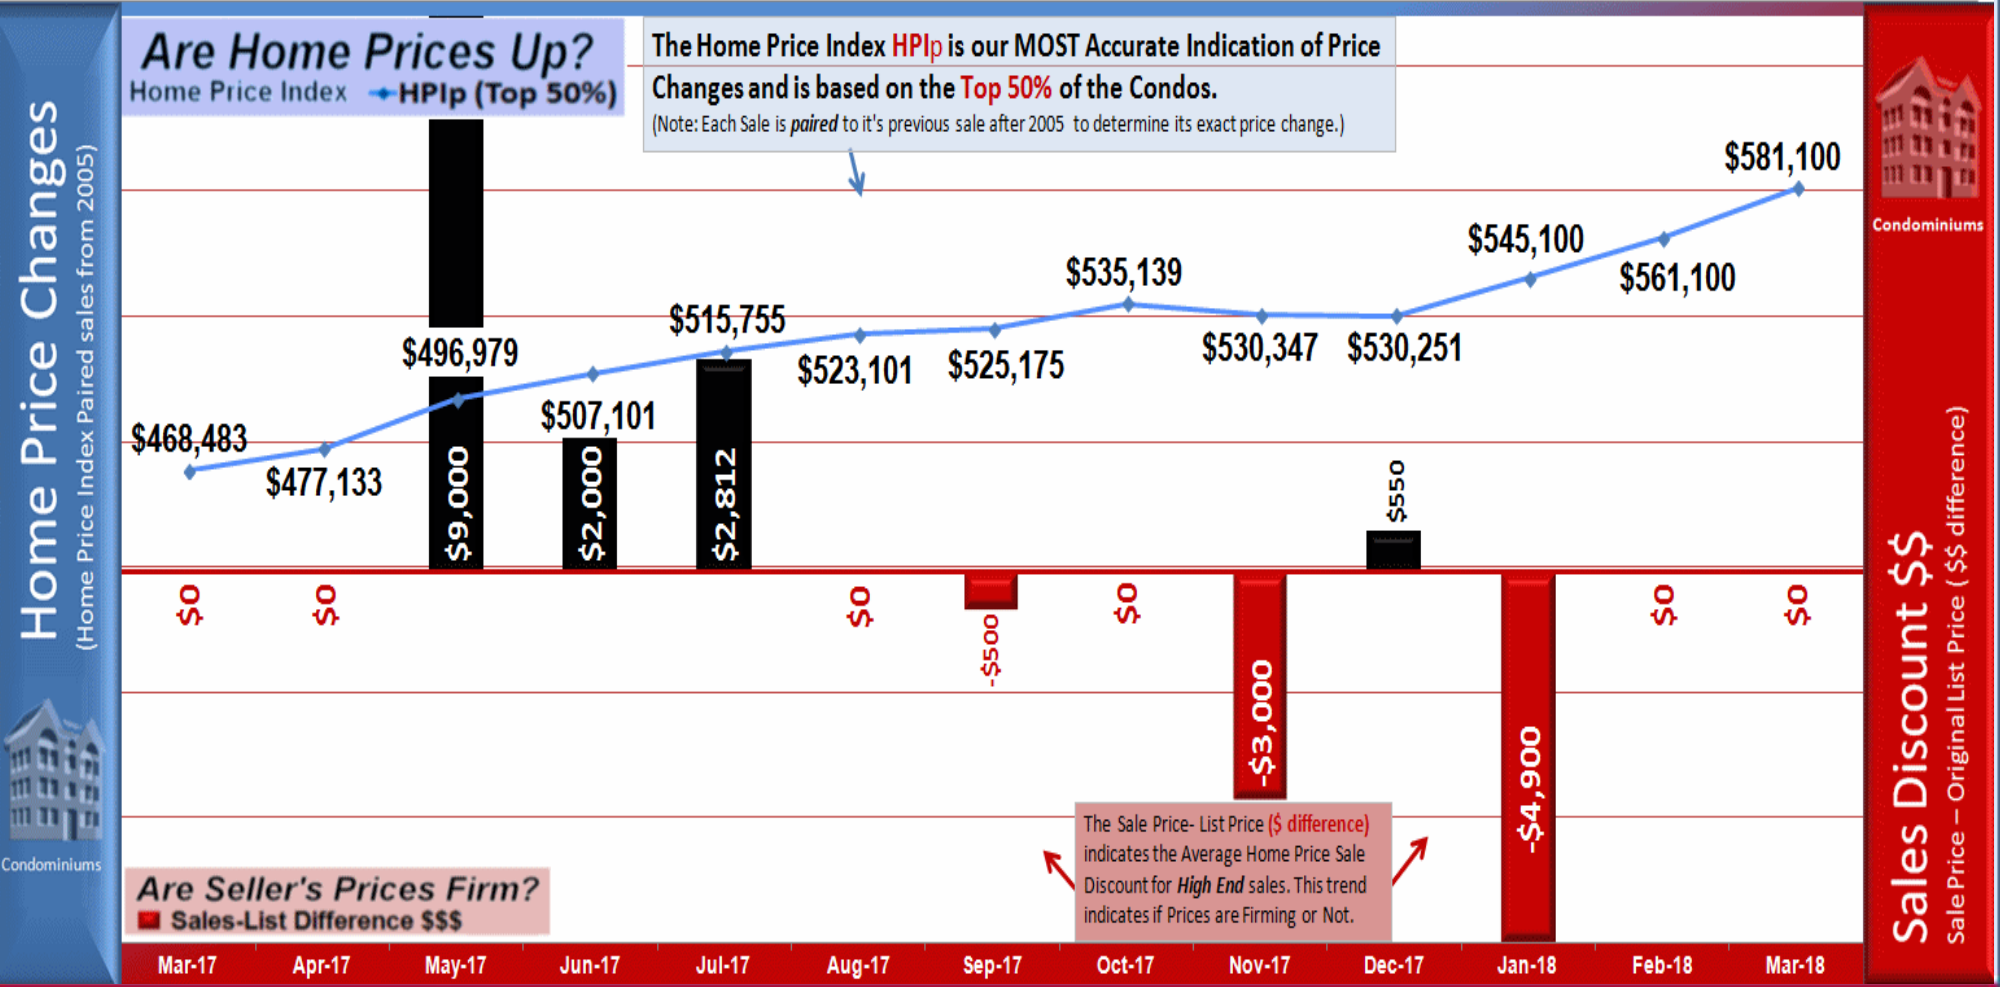 Are Home Prices Up?
Home Price Index HPIp (Top 50%)
The Home Price Index HPIp is our MOST Accurate Indication of Price
Changes and is based on the Top 50% of the Condos.
(Note: Each Sale is paired to it's previous sale after 2005 to determine its exact price change.)
Home Price Changes
(Home Price Index Paired sales from 2005)
Condominiums
Condominiums
Sales Discount $$
Sale Price – Original List Price ( $$ difference)
$468,483
$477,133
$496,979
$507,101
$515,755
$523,101
$525,175
$535,139
$530,347
$530,251
$545,100
$561,100
$581,100
$0
$0
$9,000
$2,000
$2,812
$0
-$500
$0
-$3,000
$550
-$4,900
$0
$0
The Sale Price- List Price ($ difference)
indicates the Average Home Price Sale
Discount for High End sales. This trend
indicates if Prices are Firming or Not.
Are Seller's Prices Firm?
Sales-List Difference $$$
Mar-17 Apr-17 May-17 Jun-17 Jul-17 Aug-17 Sep-17 Oct-17 Nov-17 Dec-17 Jan-18 Feb-18 Mar-18